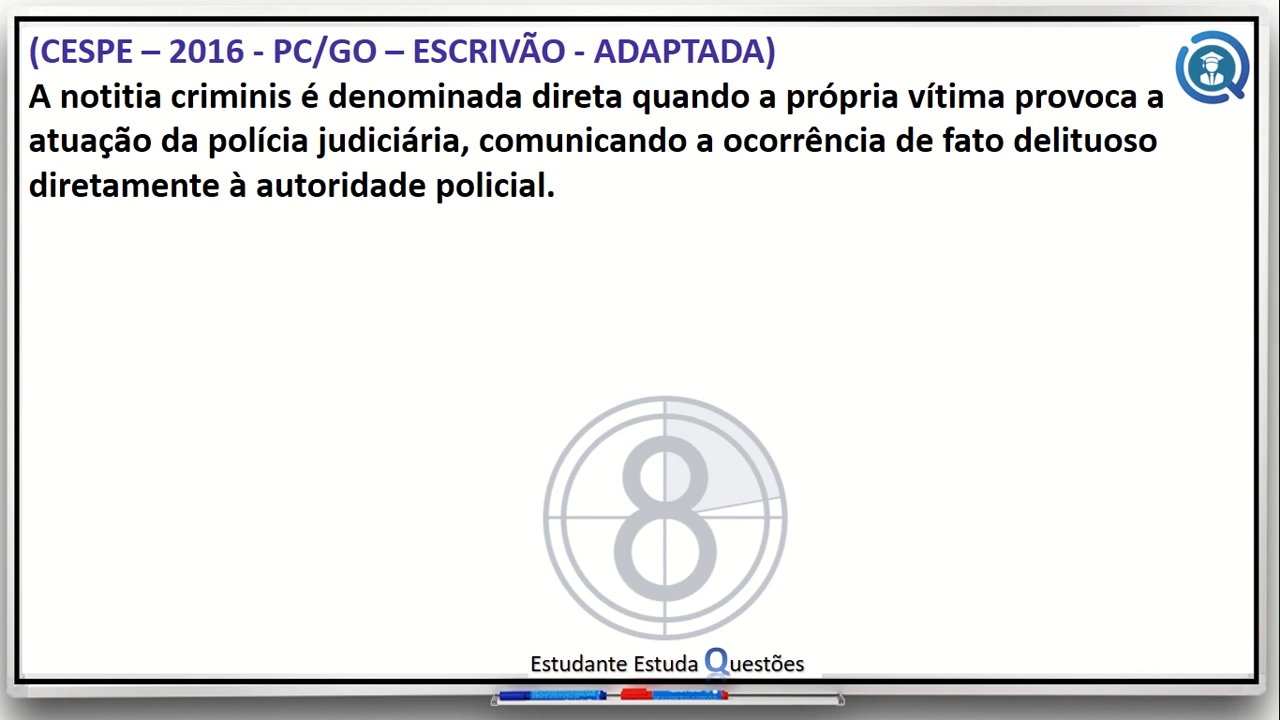 (CESPE – 2016 - PC/GO – ESCRIVÃO - ADAPTADA)
A notitia criminis é denominada direta quando a própria vítima provoca a
atuação da polícia judiciária, comunicando a ocorrência de fato delituoso
diretamente à autoridade policial.
8
Estudante Estuda Questões